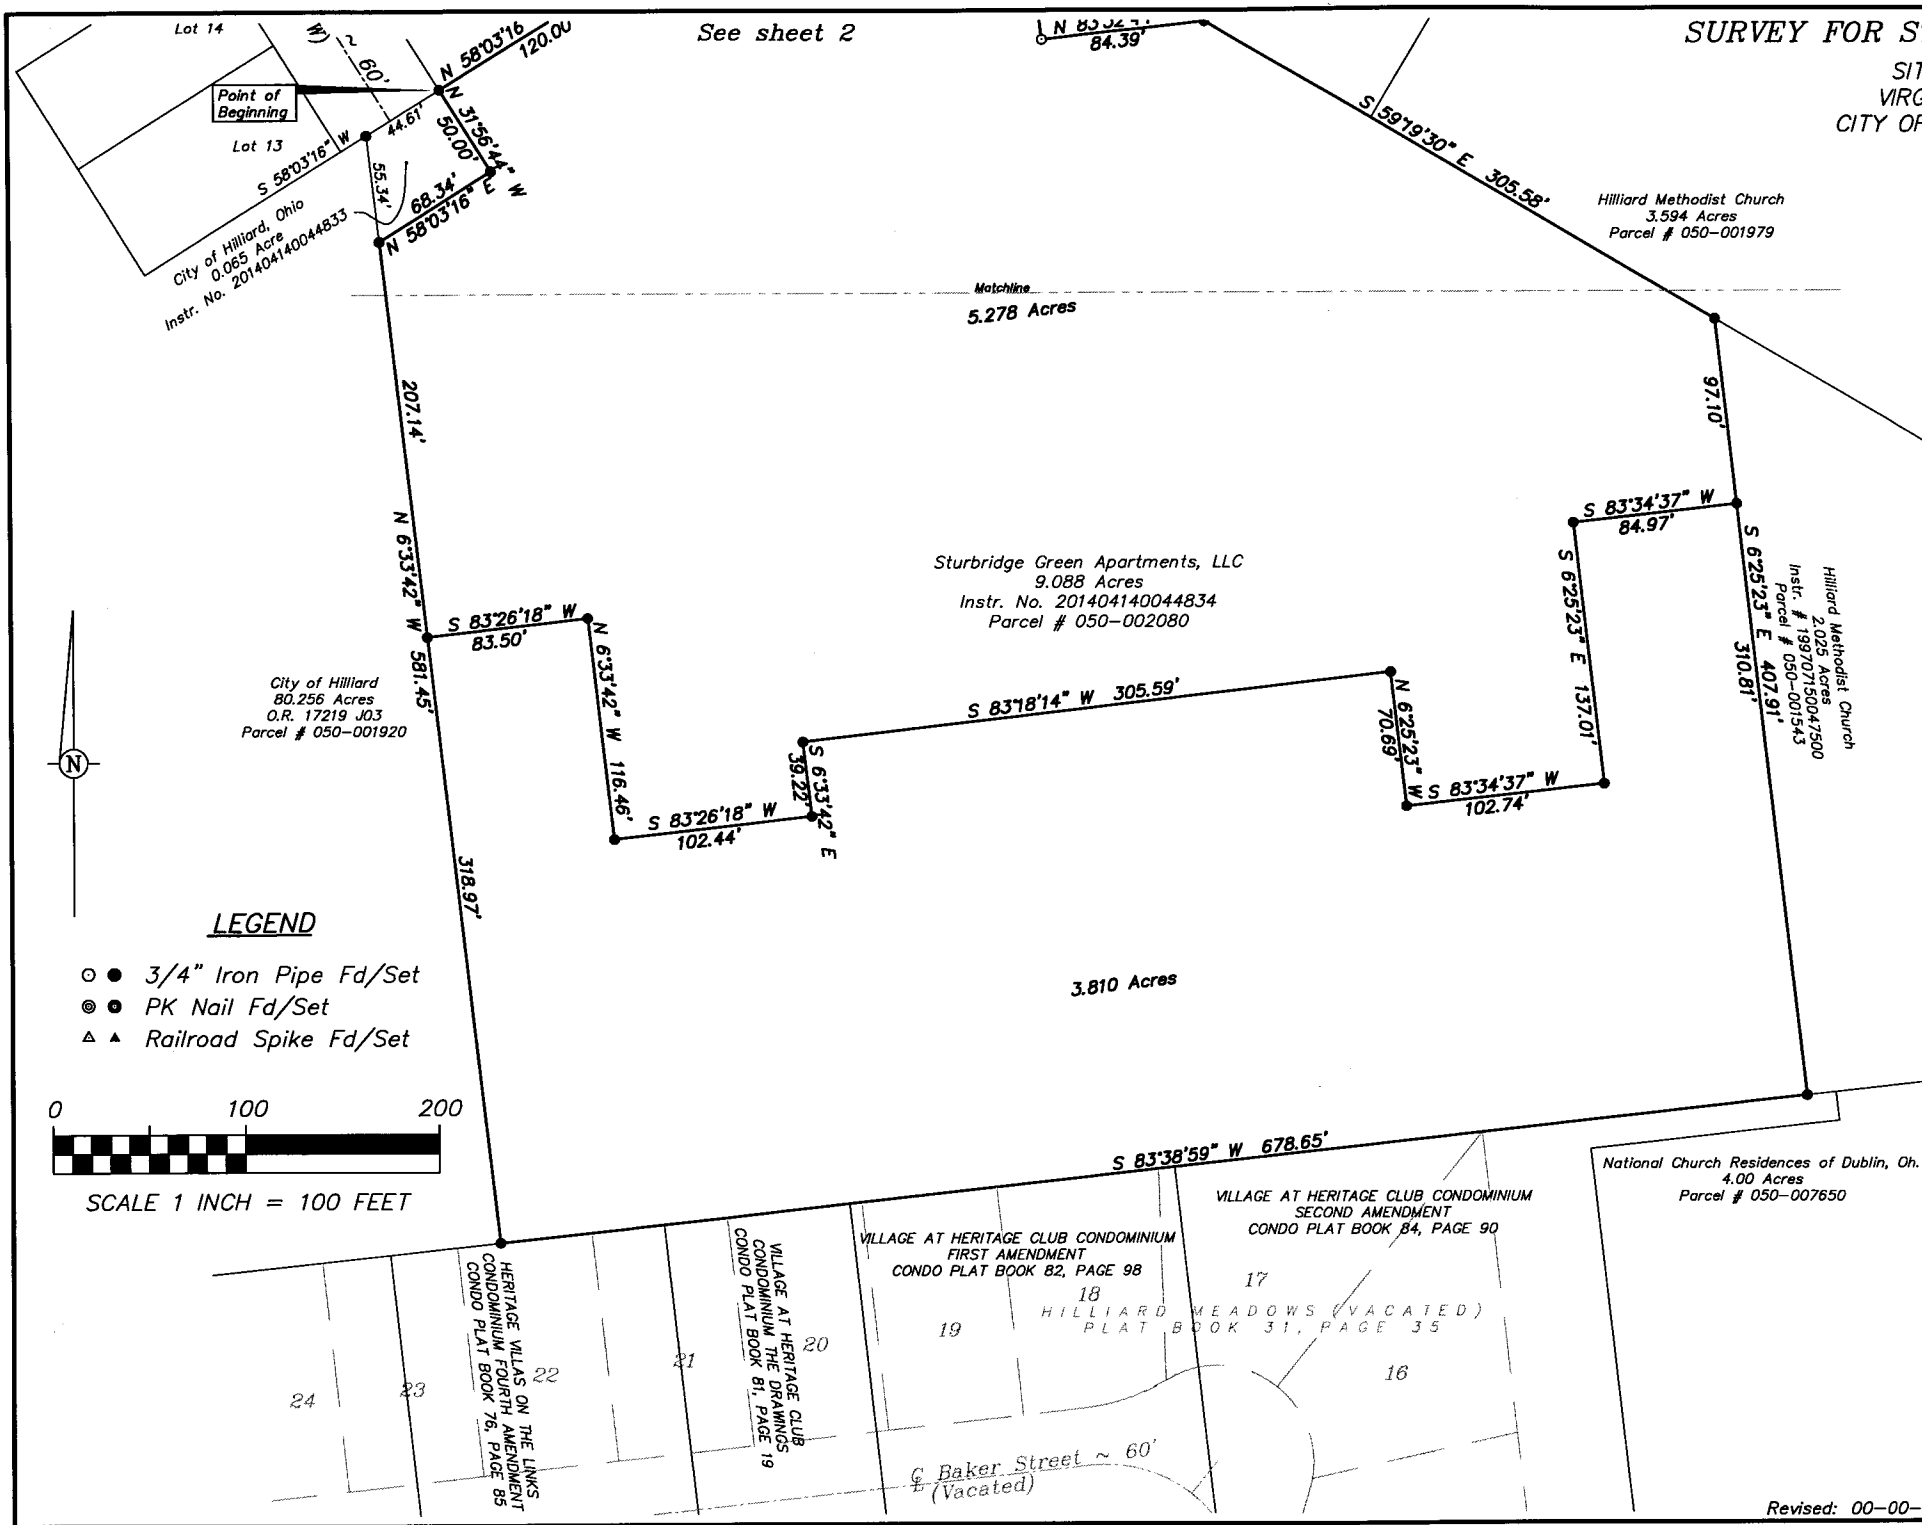 See sheet 2
SURVEY FOR
CITY OF
Lot 14
60'
N 58°03'16
120.00
84.39'
Point of
Beginning
Lot 13
44.61'
S 58°03'16" W
55.34'
N 31°56'44" W
50.00'
68.34'
N 58°03'16" E
City of Hilliard, Ohio
0.065 Acre
Instr. No. 201404140044833
S 59°19'30" E 305.58'
Hilliard Methodist Church
3.594 Acres
Parcel # 050-001979
Matchline
5.278 Acres
207.14'
97.10'
N 6°33'42" W 581.45'
S 83°26'18" W
83.50'
N 6°33'42" W 116.46'
S 83°26'18" W
102.44'
S 6°33'42" E
39.22'
S 83°18'14" W 305.59'
N 6°25'23" W
70.69'
S 83°34'37" W
102.74'
S 6°25'23" E 137.01'
S 83°34'37" W
84.97'
S 6°25'23" E 407.91'
310.81'
Hilliard Methodist Church
2.025 Acres
Instr. # 199707150047500
Parcel # 050-001543
Sturbridge Green Apartments, LLC
9.088 Acres
Instr. No. 201404140044834
Parcel # 050-002080
City of Hilliard
80.256 Acres
O.R. 17219 J03
Parcel # 050-001920
N
318.97'
LEGEND
3/4" Iron Pipe Fd/Set
PK Nail Fd/Set
Railroad Spike Fd/Set
0 100 200
SCALE 1 INCH = 100 FEET
3.810 Acres
S 83°38'59" W 678.65'
National Church Residences of Dublin, Oh.
4.00 Acres
Parcel # 050-007650
VILLAGE AT HERITAGE CLUB CONDOMINIUM
SECOND AMENDMENT
CONDO PLAT BOOK 84, PAGE 90
VILLAGE AT HERITAGE CLUB CONDOMINIUM
FIRST AMENDMENT
CONDO PLAT BOOK 82, PAGE 98
VILLAGE AT HERITAGE CLUB
CONDOMINIUM THE DRAWINGS
CONDO PLAT BOOK 81, PAGE 19
HERITAGE VILLAS ON THE LINKS
CONDOMINIUM FOURTH AMENDMENT
CONDO PLAT BOOK 76, PAGE 85
24
23
22
21
20
19
18
17
16
HILLIARD MEADOWS (VACATED)
PLAT BOOK 31, PAGE 35
℄ Baker Street ~ 60'
(Vacated)
Revised: 00-00-